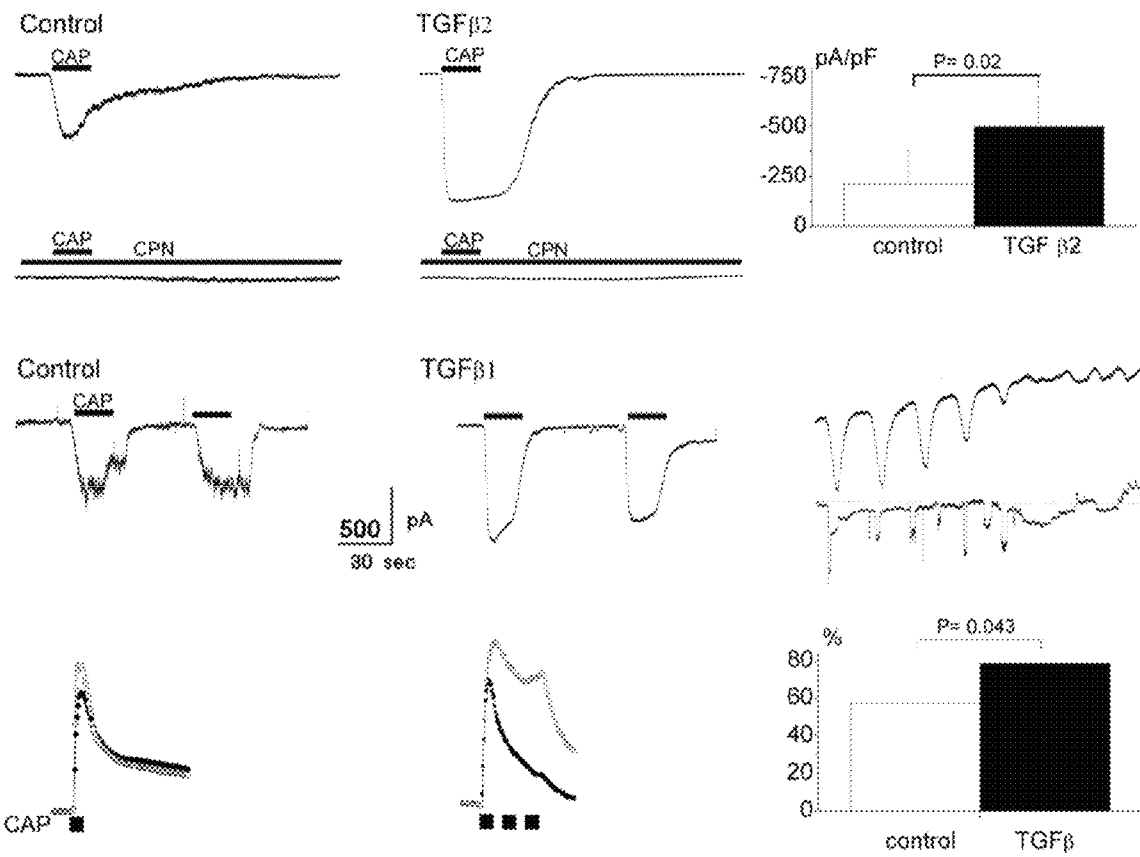 Control
CAP
TGFβ2
CAP
pA/pF
-750
-500
-250
0
P= 0.02
control
TGF β2
CAP
CPN
CAP
CPN
Control
CAP
TGFβ1
500
pA
30 sec
CAP
%
80
60
40
20
0
P= 0.043
control
TGFβ